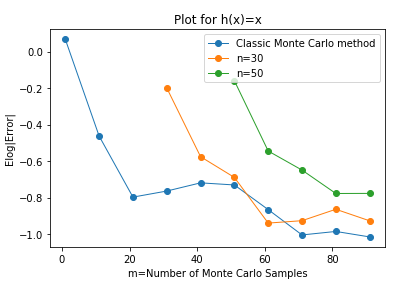 Plot for h(x)=x
Classic Monte Carlo method
n=30
n=50
Elog|Error|
0.0
−0.2
−0.4
−0.6
−0.8
−1.0
0 20 40 60 80
m=Number of Monte Carlo Samples